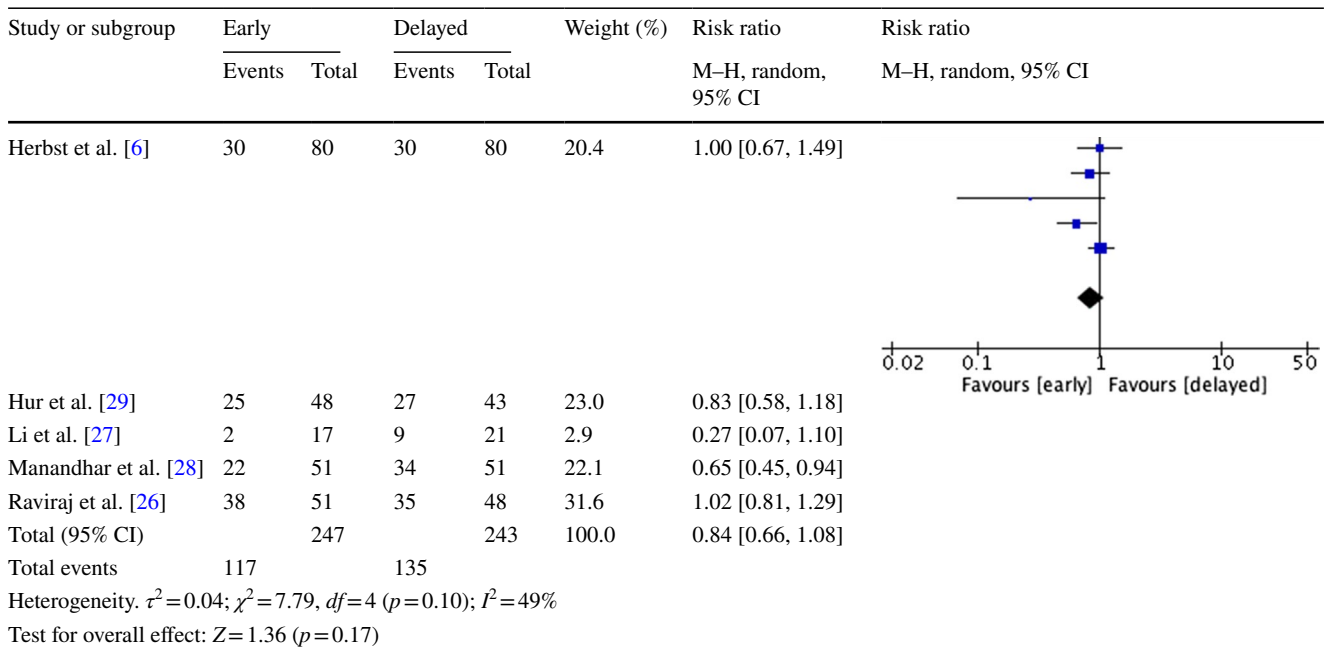 Study or subgroup Early Delayed Weight (%) Risk ratio Risk ratio
Events Total Events Total M–H, random, 95% CI M–H, random, 95% CI
Herbst et al. [6] 30 80 30 80 20.4 1.00 [0.67, 1.49]
0.02 0.1 1 10 50
Favours [early] Favours [delayed]
Hur et al. [29] 25 48 27 43 23.0 0.83 [0.58, 1.18]
Li et al. [27] 2 17 9 21 2.9 0.27 [0.07, 1.10]
Manandhar et al. [28] 22 51 34 51 22.1 0.65 [0.45, 0.94]
Raviraj et al. [26] 38 51 35 48 31.6 1.02 [0.81, 1.29]
Total (95% CI) 247 243 100.0 0.84 [0.66, 1.08]
Total events 117 135
Heterogeneity. τ²=0.04; χ²=7.79, df=4 (p=0.10); I²=49%
Test for overall effect: Z=1.36 (p=0.17)